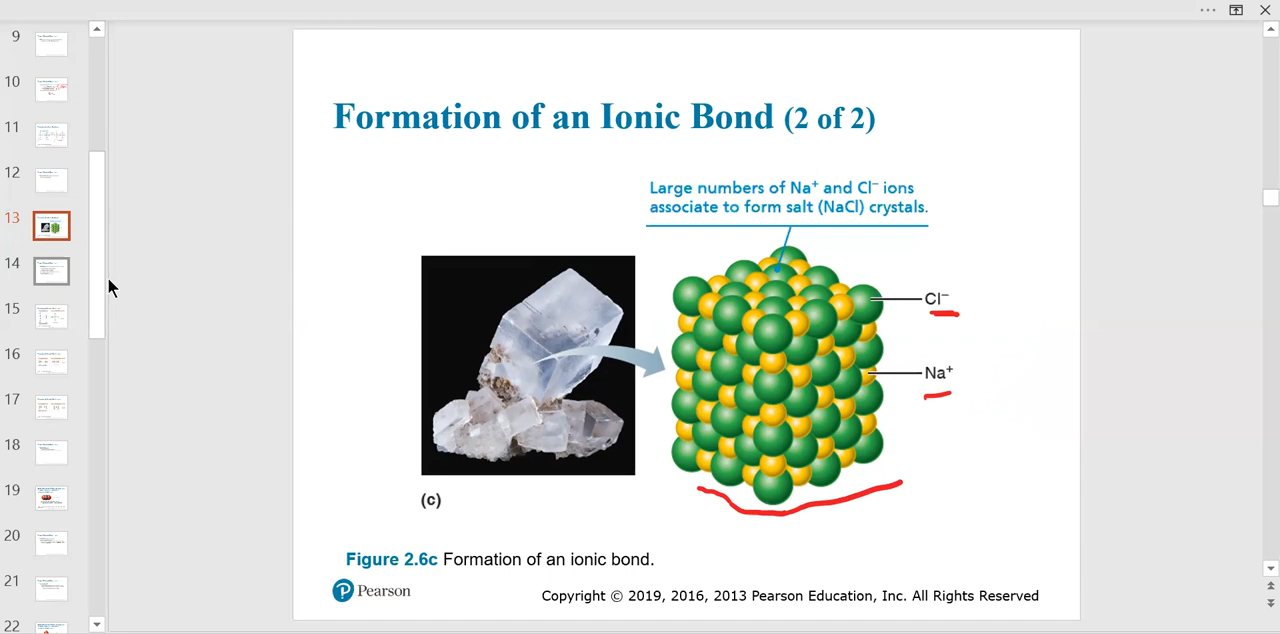 9
10
11
12
13
14
15
16
17
18
19
20
21
22
Formation of an Ionic Bond (2 of 2)
Large numbers of Na⁺ and Cl⁻ ions
associate to form salt (NaCl) crystals.
Cl⁻
Na⁺
(c)
Figure 2.6c Formation of an ionic bond.
Pearson
Copyright © 2019, 2016, 2013 Pearson Education, Inc. All Rights Reserved